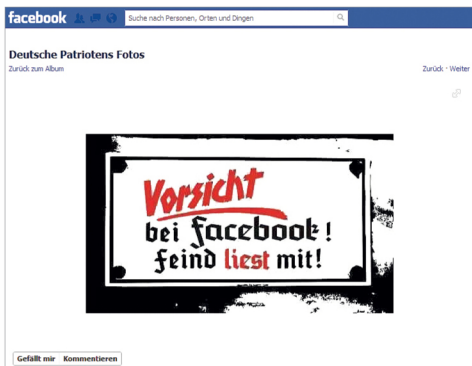 facebook Suche nach Personen, Orten und Dingen
Deutsche Patriotens Fotos
Zurück zum Album Zurück · Weiter
Vorsicht
bei facebook!
Feind liest mit!
Gefällt mir Kommentieren